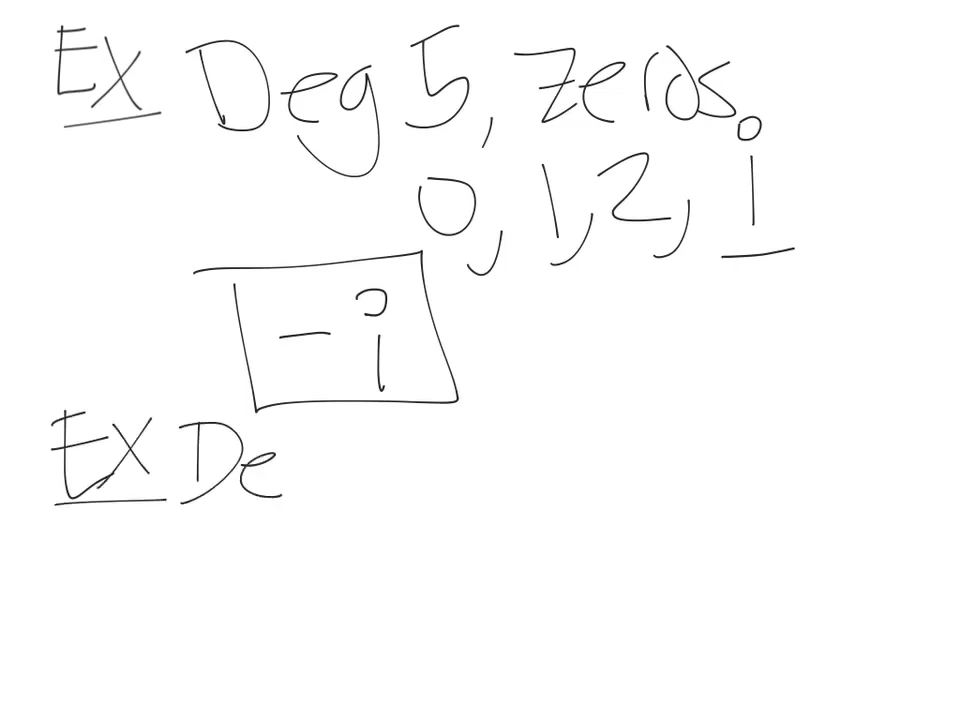 Ex Deg 5, zeros
0, 1, 2, i
-i
Ex De